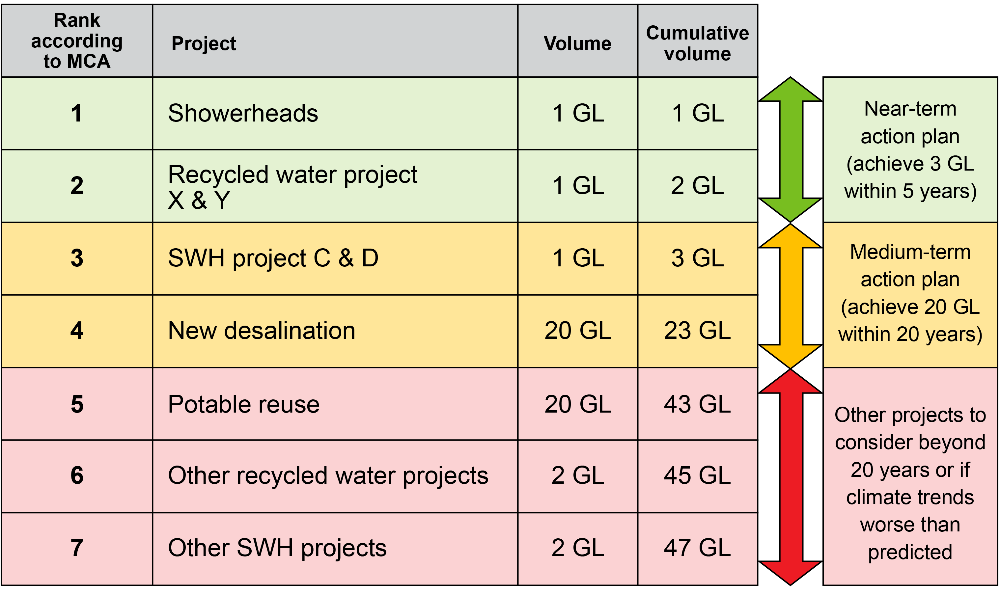 Rank
according
to MCA
Project
Volume
Cumulative
volume
1
Showerheads
1 GL
1 GL
2
Recycled water project
X & Y
1 GL
2 GL
Near-term
action plan
(achieve 3 GL
within 5 years)
3
SWH project C & D
1 GL
3 GL
4
New desalination
20 GL
23 GL
Medium-term
action plan
(achieve 20 GL
within 20 years)
5
Potable reuse
20 GL
43 GL
6
Other recycled water projects
2 GL
45 GL
7
Other SWH projects
2 GL
47 GL
Other projects to
consider beyond
20 years or if
climate trends
worse than
predicted